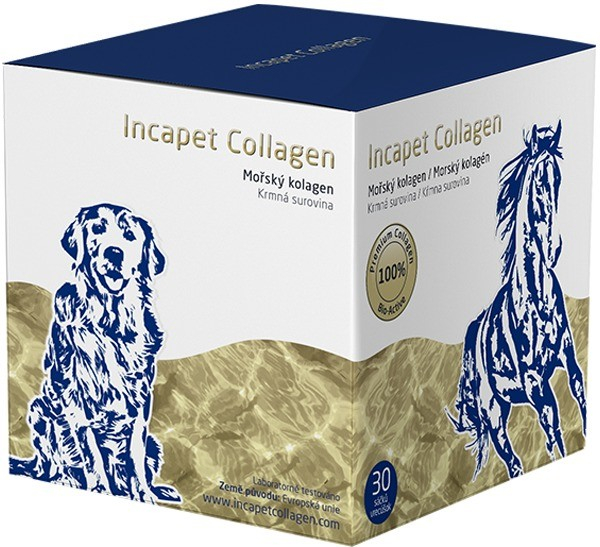 Incapet Collagen
Incapet Collagen
Mořský kolagen
Krmná surovina
Laboratorně testováno
Země původu: Evropská unie
www.incapetcollagen.com
Incapet Collagen
Mořský kolagen / Morský kolagén
Krmná surovina / Kŕmna surovina
Premium Collagen
100%
Bio-Active
30
sáčků
vrecúšok